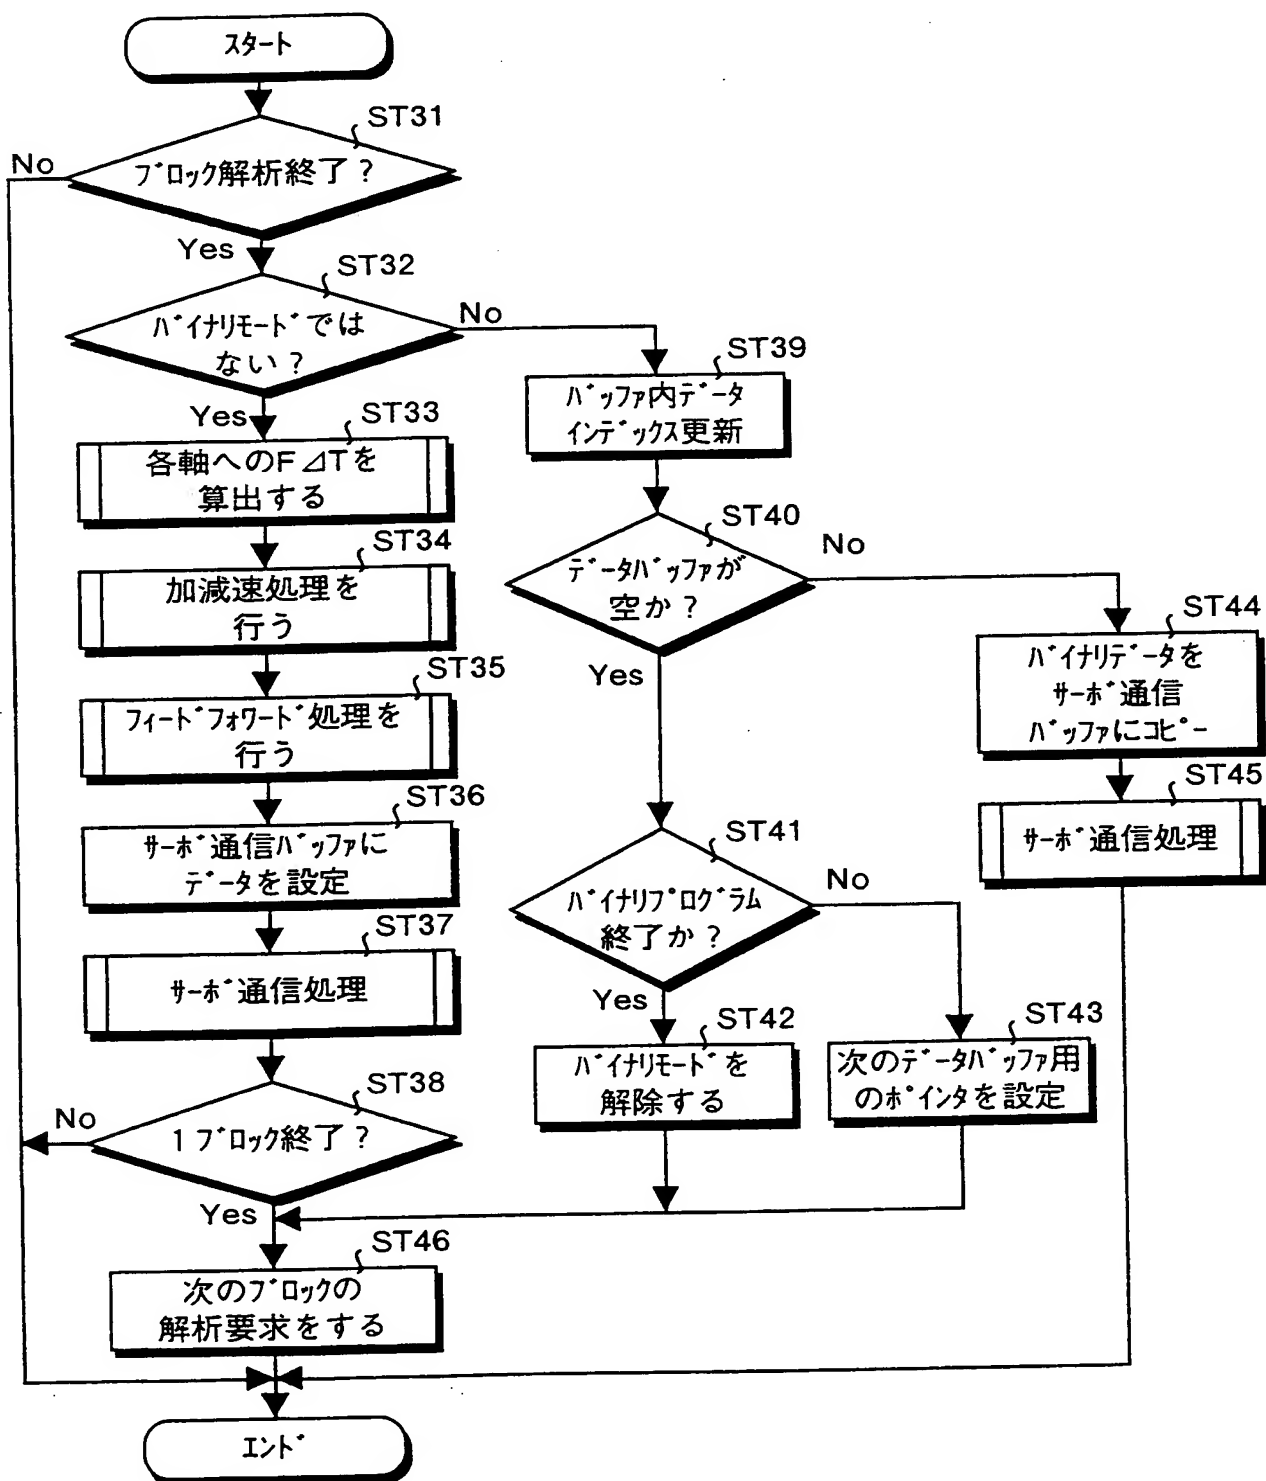 スタート
ST31
No
ブロック解析終了?
Yes
ST32
バイナリモードでは
ない?
No
Yes
ST33
各軸へのF⊿Tを
算出する
ST34
加減速処理を
行う
ST35
フィードフォワード処理を
行う
ST36
サーボ通信バッファに
データを設定
ST37
サーボ通信処理
ST38
No
1ブロック終了?
Yes
ST46
次のブロックの
解析要求をする
エンド
ST39
バッファ内データ
インデックス更新
ST40
データバッファが
空か?
No
Yes
ST41
バイナリプログラム
終了か?
No
Yes
ST42
バイナリモードを
解除する
ST43
次のデータバッファ用
のポインタを設定
ST44
バイナリデータを
サーボ通信
バッファにコピー
ST45
サーボ通信処理